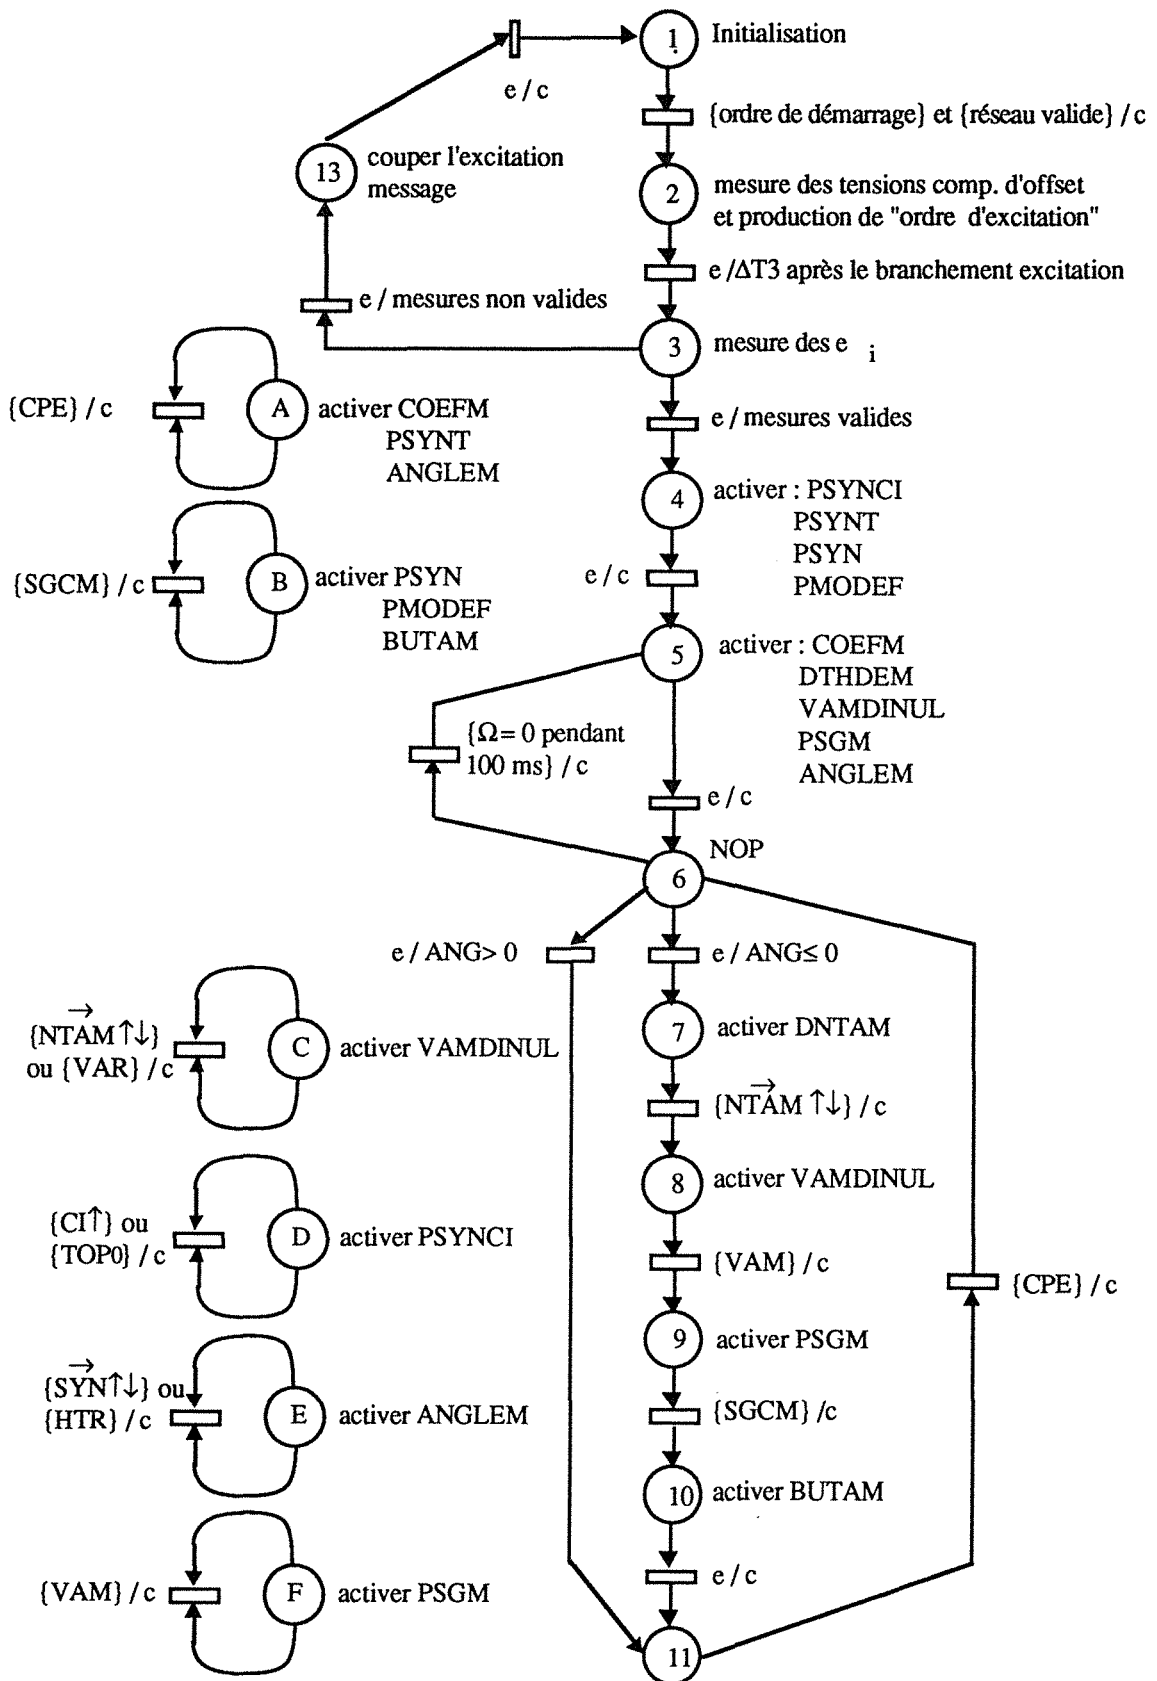 1 Initialisation
e / c
{ordre de démarrage} et {réseau valide} / c
13 couper l'excitation
message
2 mesure des tensions comp. d'offset
et production de "ordre d'excitation"
e /ΔT3 après le branchement excitation
e / mesures non valides
3 mesure des e i
{CPE} / c
A activer COEFM
PSYNT
ANGLEM
e / mesures valides
4 activer : PSYNCI
PSYNT
PSYN
PMODEF
{SGCM} / c
B activer PSYN
PMODEF
BUTAM
e / c
5 activer : COEFM
DTHDEM
VAMDINUL
PSGM
ANGLEM
{Ω= 0 pendant
100 ms} / c
e / c
NOP
6
e / ANG> 0
e / ANG≤ 0
{NTAM→ ↑↓}
ou {VAR} / c
C activer VAMDINUL
7 activer DNTAM
{NTAM→ ↑↓} / c
8 activer VAMDINUL
{CI↑} ou
{TOP0} / c
D activer PSYNCI
{VAM} / c
{CPE} / c
9 activer PSGM
{SYN→↑↓} ou
{HTR} / c
E activer ANGLEM
{SGCM} /c
10 activer BUTAM
e / c
{VAM} / c
F activer PSGM
11